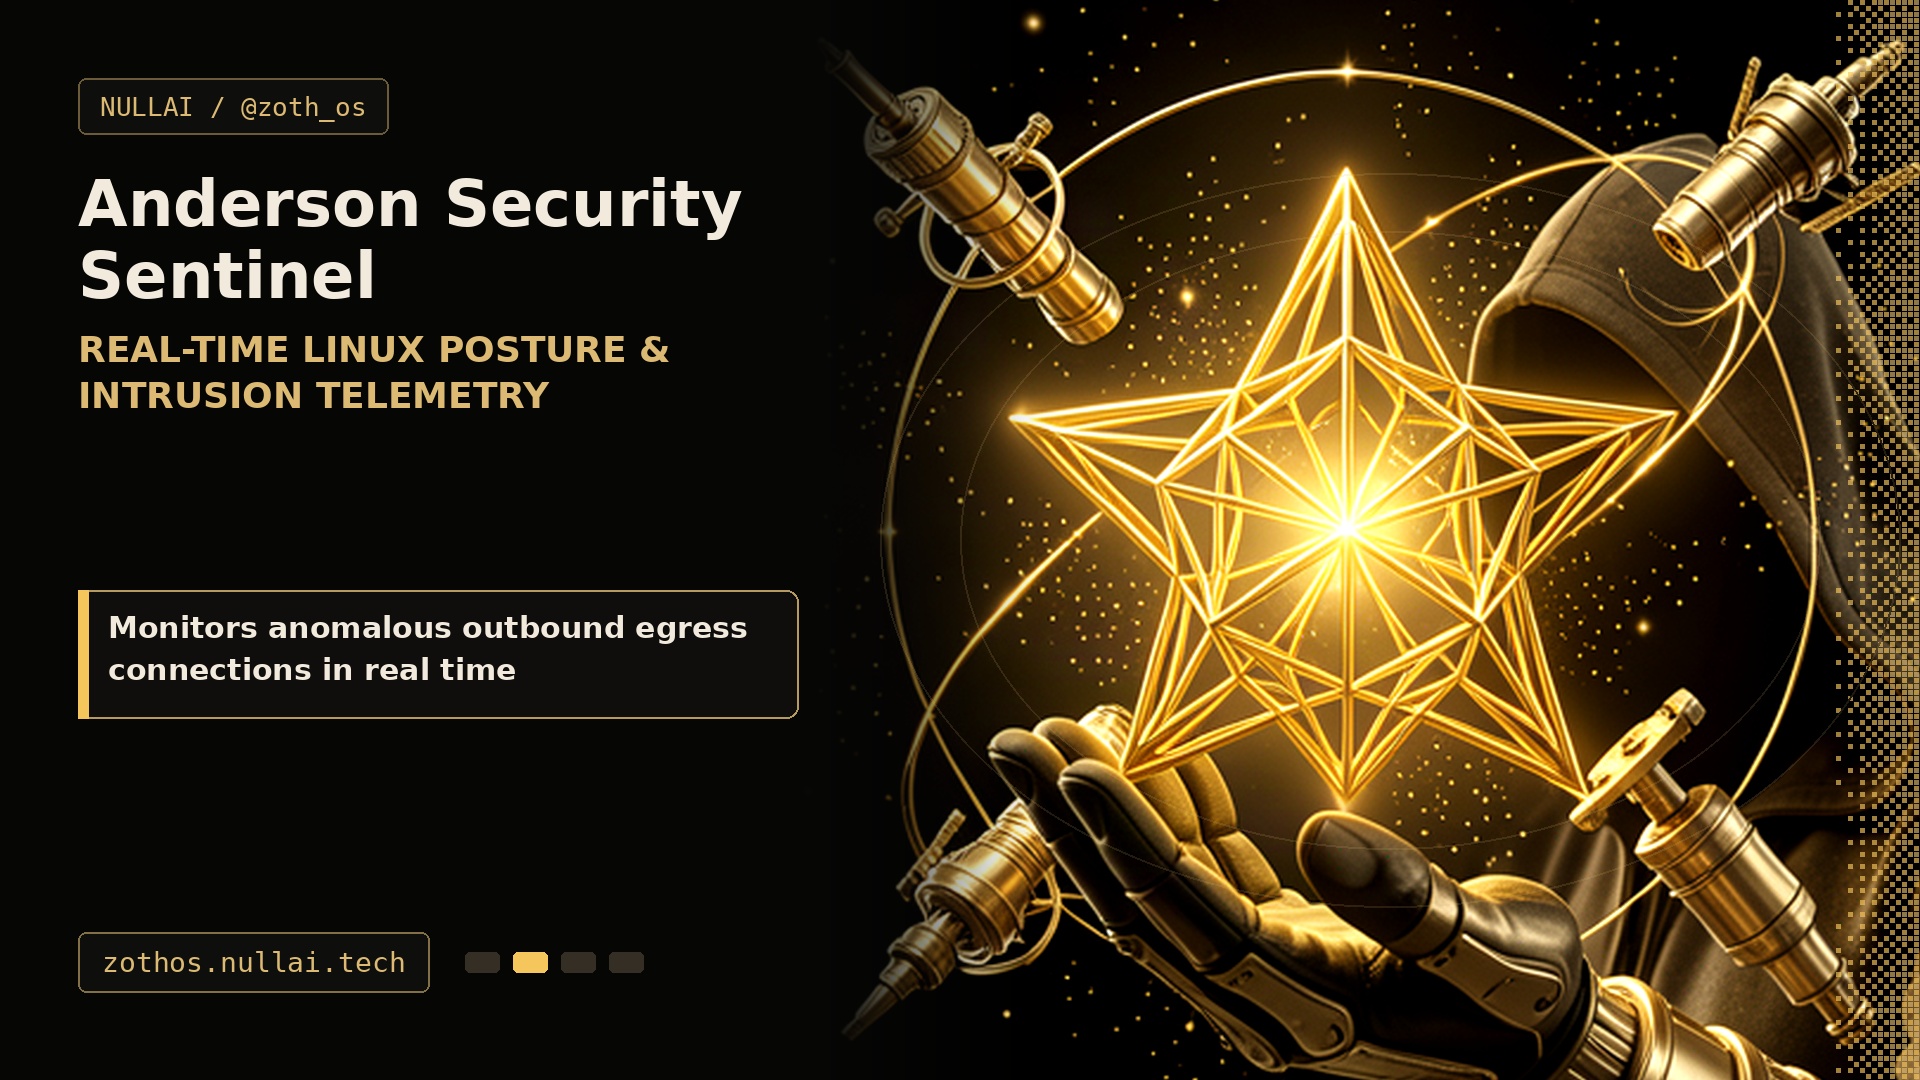 NULLAI / @zoth_os
Anderson Security
Sentinel
REAL-TIME LINUX POSTURE &
INTRUSION TELEMETRY
Monitors anomalous outbound egress
connections in real time
zothos.nullai.tech